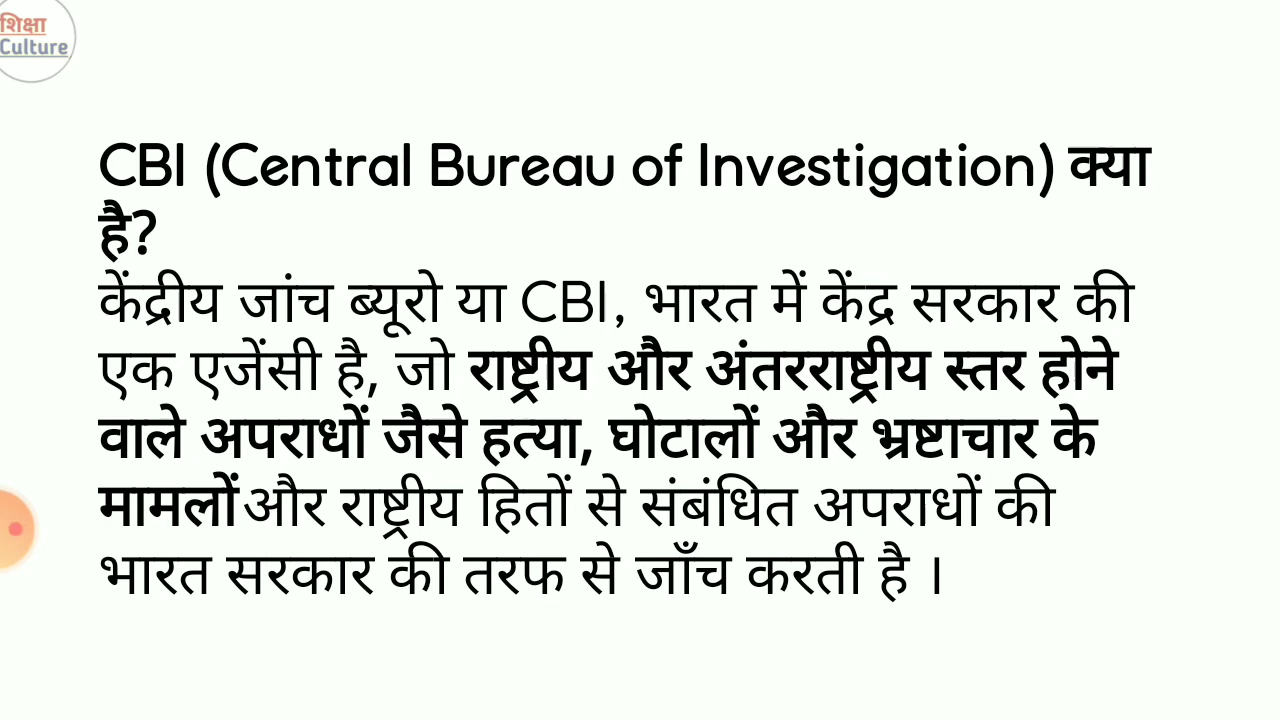 शिक्षा
Culture
CBI (Central Bureau of Investigation) क्या
है?
केंद्रीय जांच ब्यूरो या CBI, भारत में केंद्र सरकार की
एक एजेंसी है, जो राष्ट्रीय और अंतरराष्ट्रीय स्तर होने
वाले अपराधों जैसे हत्या, घोटालों और भ्रष्टाचार के
मामलों और राष्ट्रीय हितों से संबंधित अपराधों की
भारत सरकार की तरफ से जाँच करती है ।